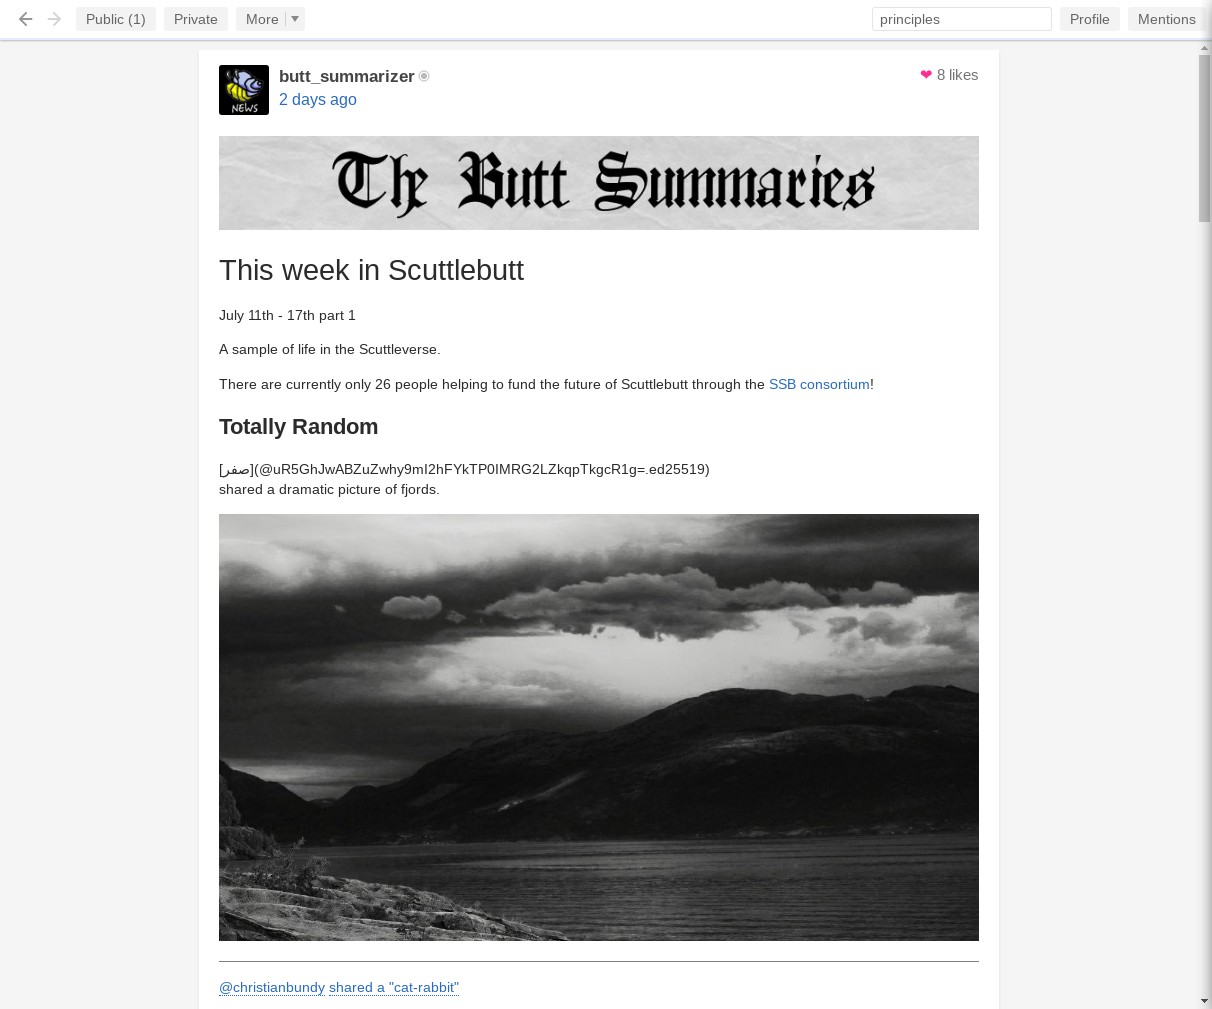 Public (1) Private More principles Profile Mentions
butt_summarizer ❤ 8 likes
2 days ago
NEWS
The Butt Summaries
This week in Scuttlebutt
July 11th - 17th part 1
A sample of life in the Scuttleverse.
There are currently only 26 people helping to fund the future of Scuttlebutt through the SSB consortium!
Totally Random
[صفر](@uR5GhJwABZuZwhy9mI2hFYkTP0IMRG2LZkqpTkgcR1g=.ed25519)
shared a dramatic picture of fjords.
@christianbundy shared a "cat-rabbit"